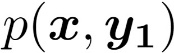 p(x, y₁)